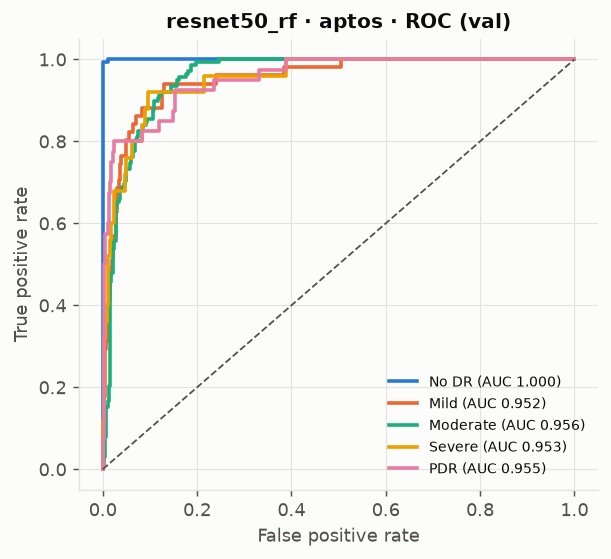 resnet50_rf · aptos · ROC (val)
1.0
0.8
0.6
0.4
0.2
0.0
True positive rate
No DR (AUC 1.000)
Mild (AUC 0.952)
Moderate (AUC 0.956)
Severe (AUC 0.953)
PDR (AUC 0.955)
0.0 0.2 0.4 0.6 0.8 1.0
False positive rate